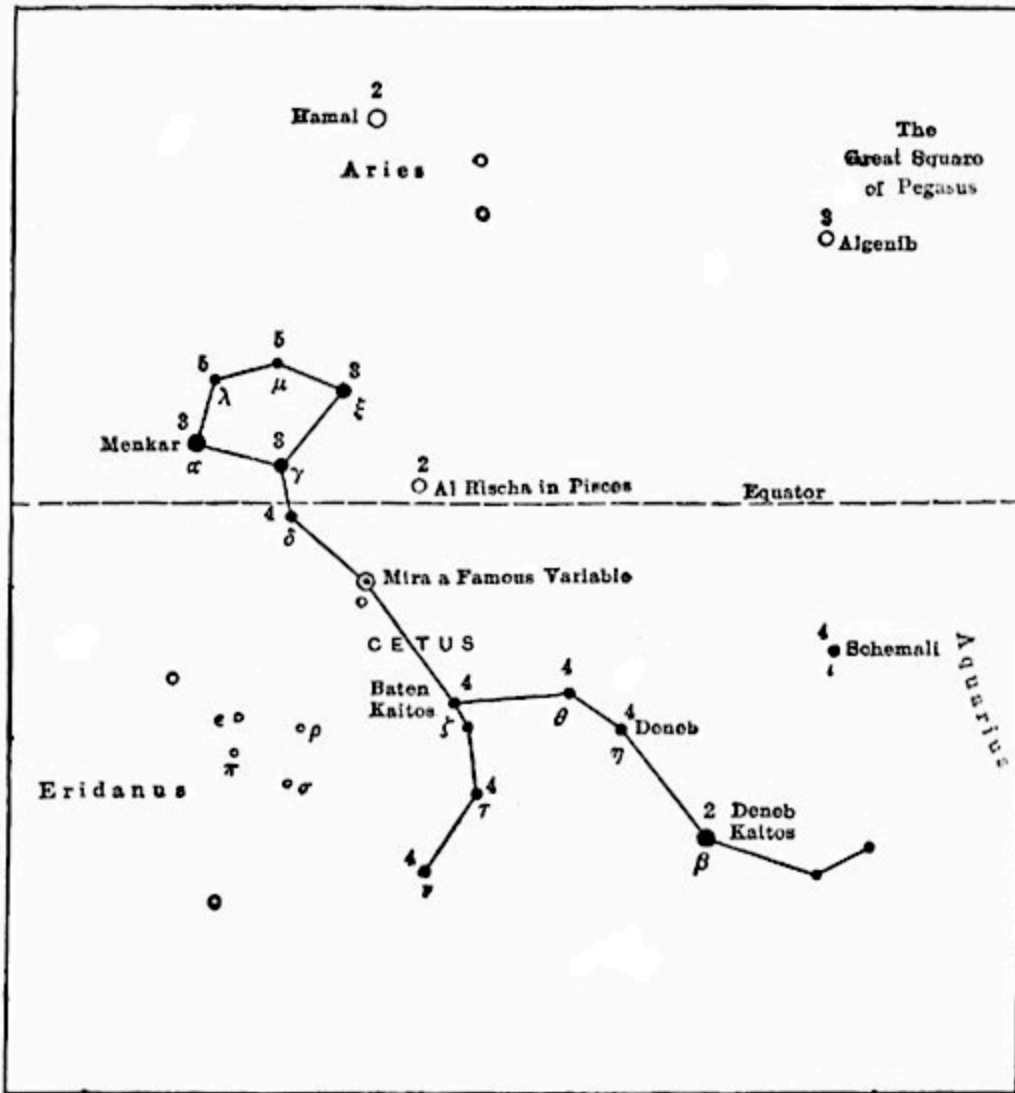 2
Hamal
Aries
The
Great Square
of Pegasus
3
Algenib
5
5
3
λ
μ
ξ
3
Menkar
α
3
γ
2
Al Rischa in Pisces
Equator
4
δ
Mira a Famous Variable
ο
CETUS
4
Schemali
ι
Aquarius
Baten
Kaitos
4
ζ
4
θ
4
Deneb
η
e
ρ
π
σ
Eridanus
4
τ
2
Deneb
Kaitos
β
4